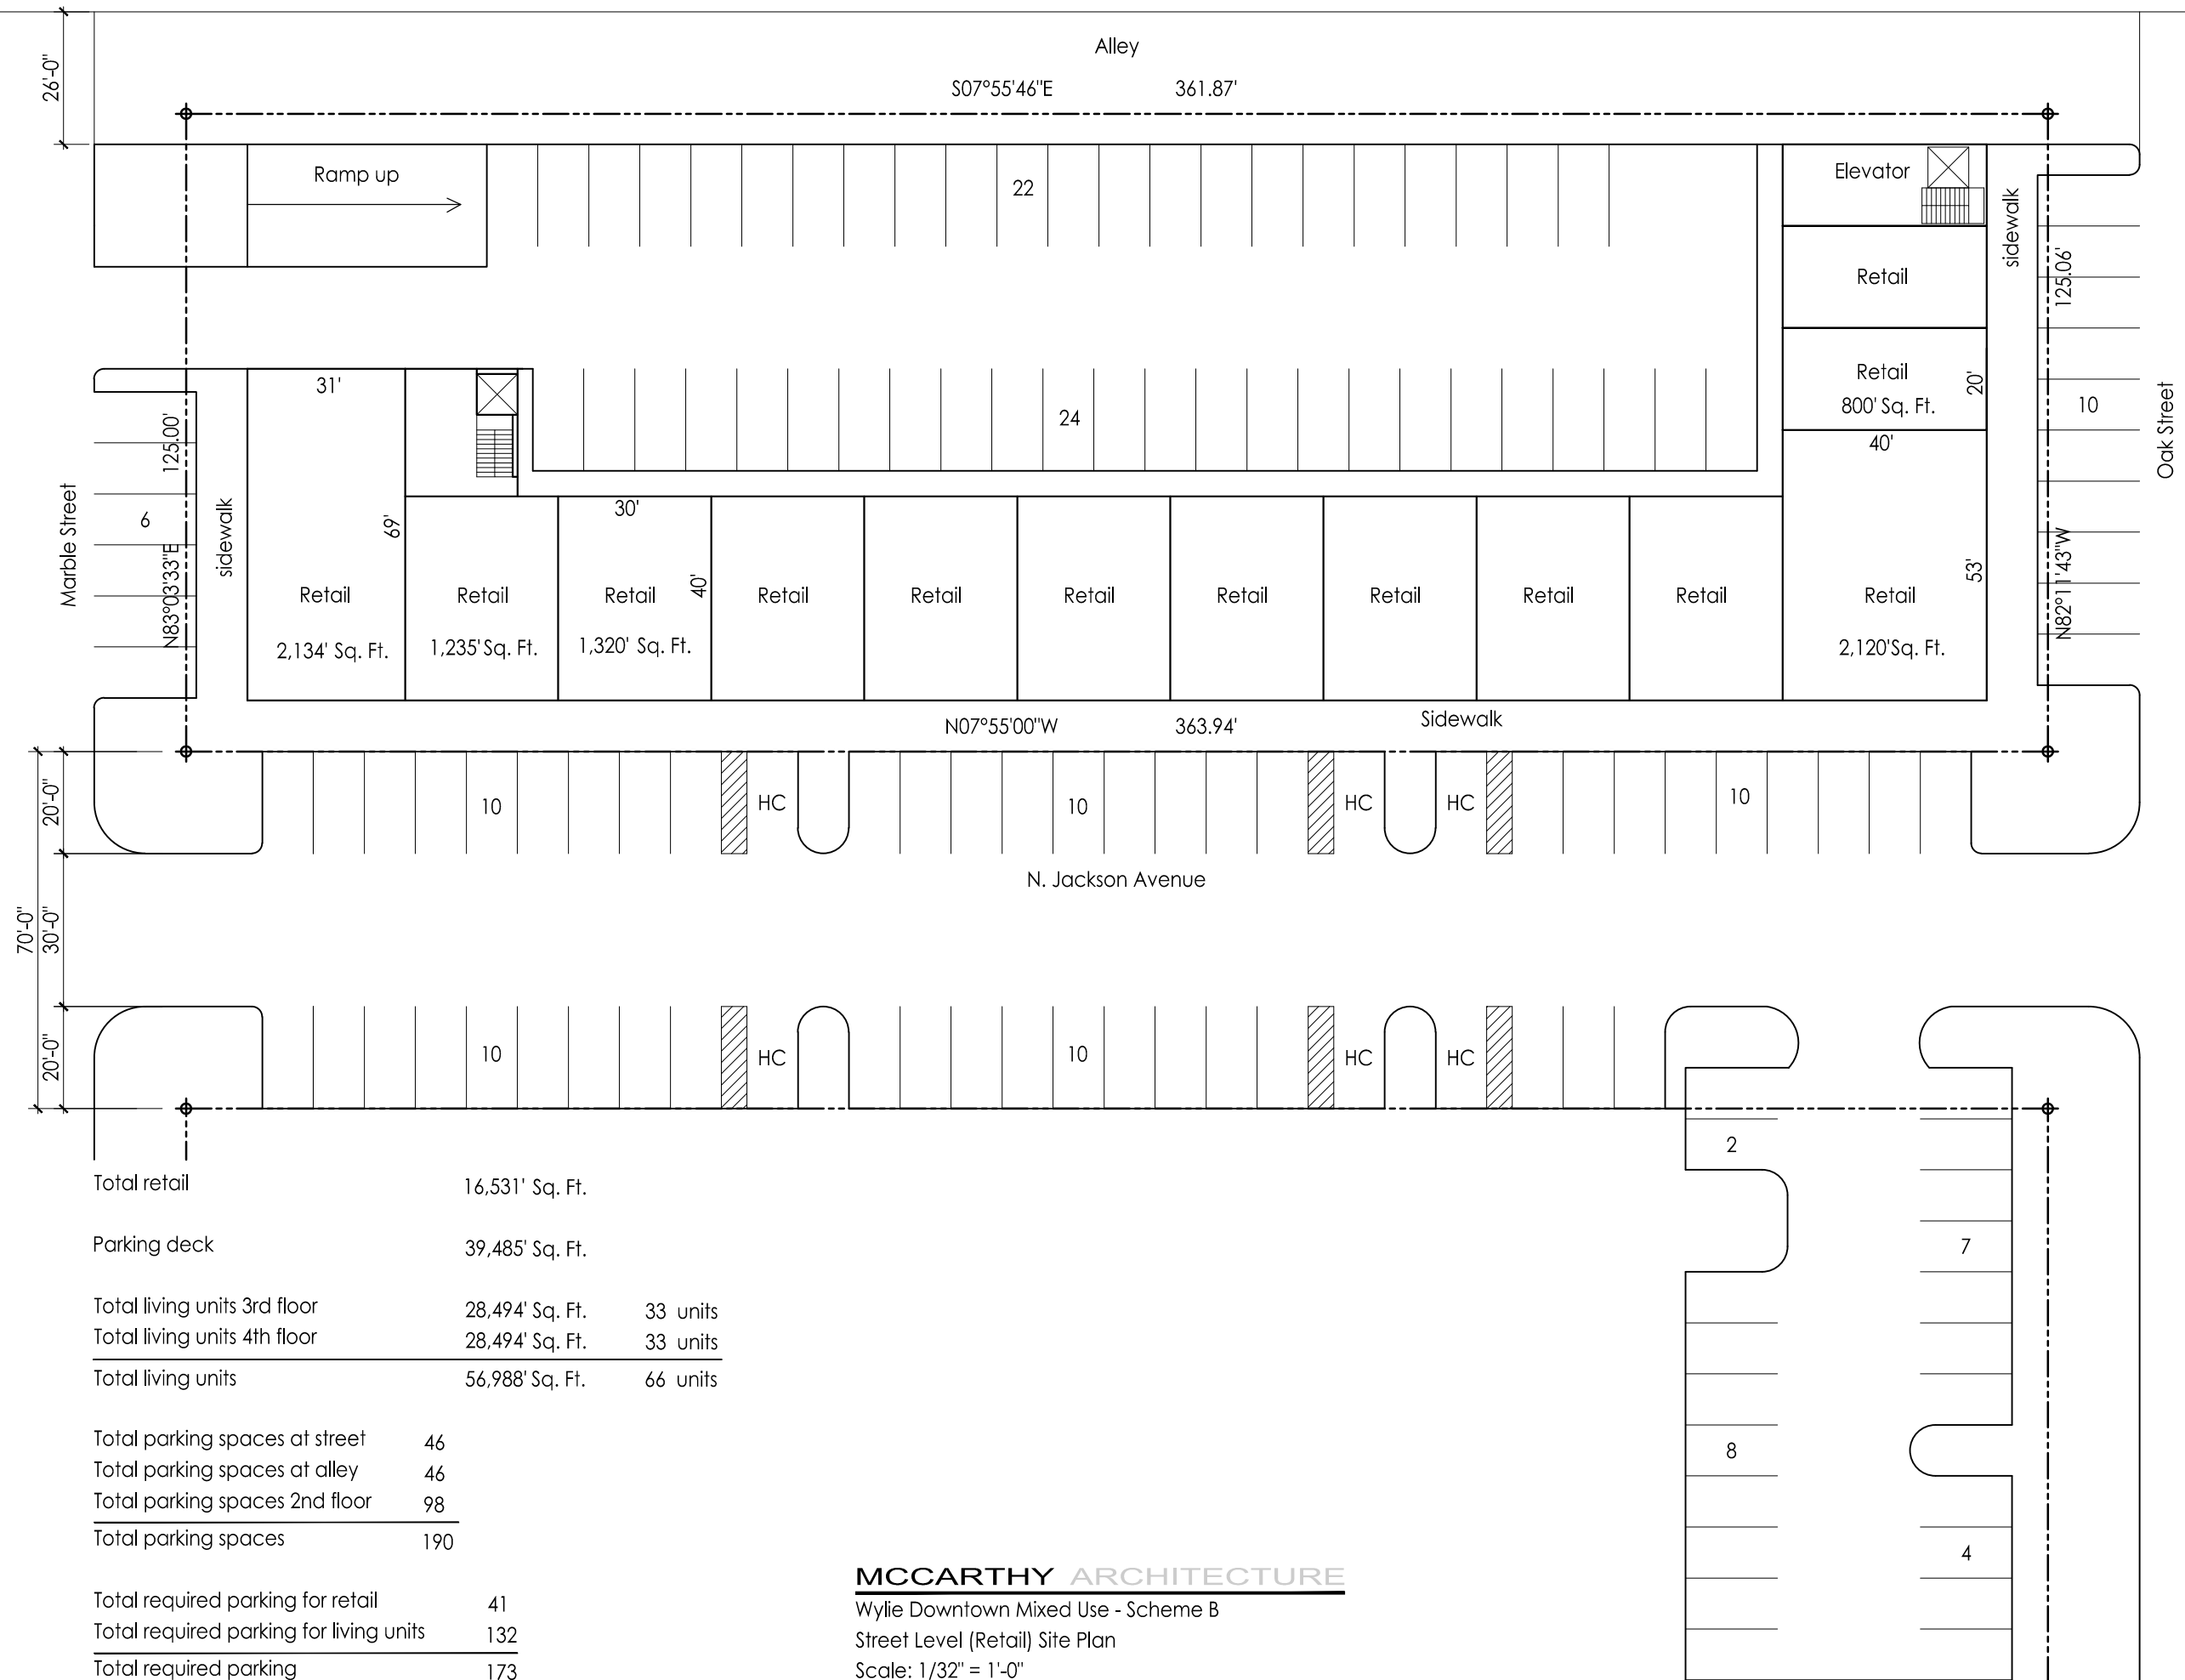 Alley
S07°55'46"E 361.87'
26'-0"
Ramp up
22
Elevator
sidewalk
125.06'
Retail
Retail
800' Sq. Ft.
20'
40'
10
Oak Street
31'
24
125.00'
Marble Street
6
N83°03'33"E
sidewalk
69'
30'
40'
53'
N82°11'43"W
Retail
Retail
Retail
Retail
Retail
Retail
Retail
Retail
Retail
Retail
Retail
2,134' Sq. Ft.
1,235' Sq. Ft.
1,320' Sq. Ft.
2,120' Sq. Ft.
N07°55'00"W 363.94'
Sidewalk
20'-0"
10
HC
10
HC
HC
10
N. Jackson Avenue
70'-0"
30'-0"
20'-0"
10
HC
10
HC
HC
2
7
8
4
Total retail 16,531' Sq. Ft.
Parking deck 39,485' Sq. Ft.
Total living units 3rd floor 28,494' Sq. Ft. 33 units
Total living units 4th floor 28,494' Sq. Ft. 33 units
Total living units 56,988' Sq. Ft. 66 units
Total parking spaces at street 46
Total parking spaces at alley 46
Total parking spaces 2nd floor 98
Total parking spaces 190
Total required parking for retail 41
Total required parking for living units 132
Total required parking 173
MCCARTHY ARCHITECTURE
Wylie Downtown Mixed Use - Scheme B
Street Level (Retail) Site Plan
Scale: 1/32" = 1'-0"